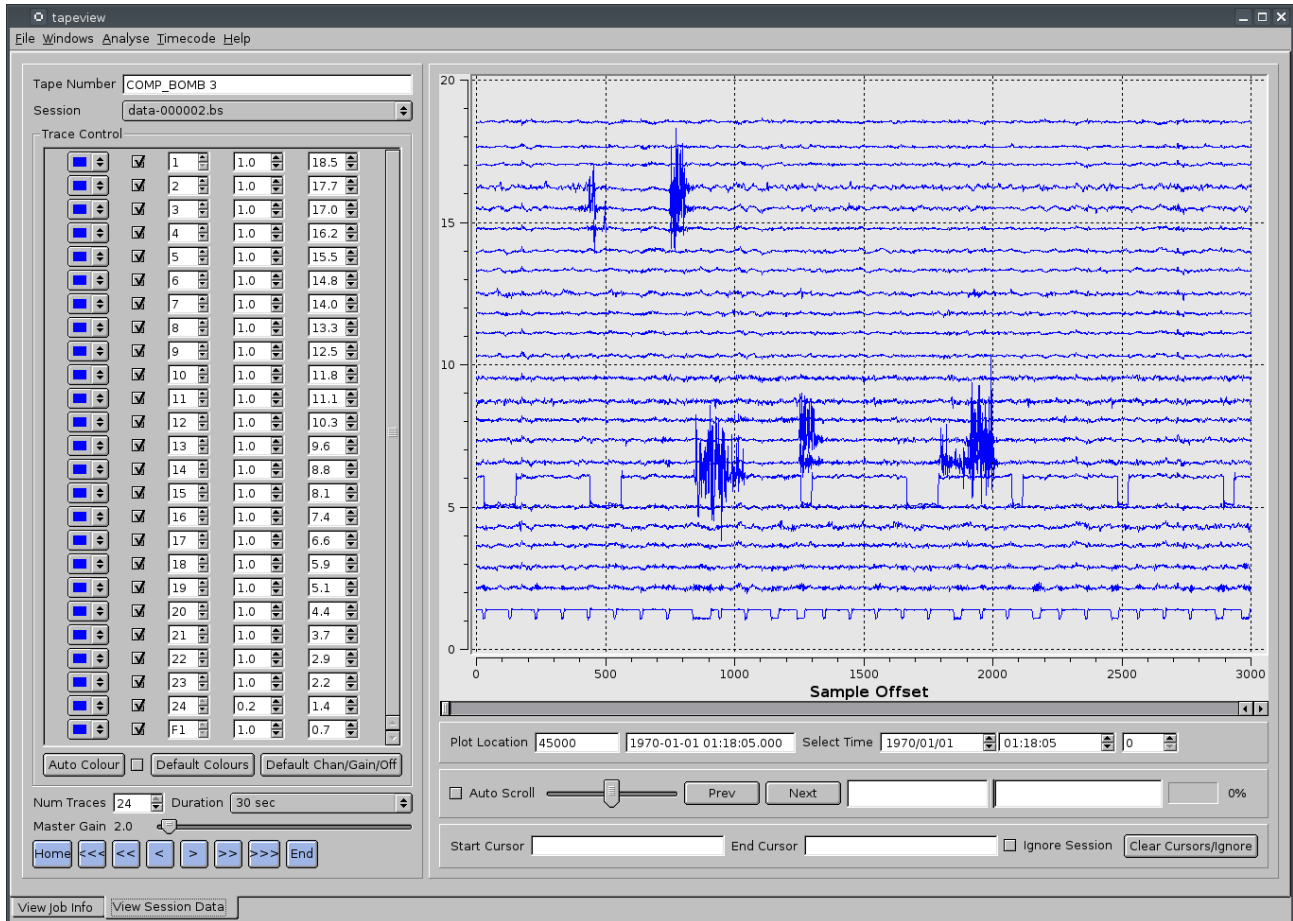 tapeview
File Windows Analyse Timecode Help
Tape Number COMP_BOMB 3
Session data-000002.bs
Trace Control
1 1.0 18.5
2 1.0 17.7
3 1.0 17.0
4 1.0 16.2
5 1.0 15.5
6 1.0 14.8
7 1.0 14.0
8 1.0 13.3
9 1.0 12.5
10 1.0 11.8
11 1.0 11.1
12 1.0 10.3
13 1.0 9.6
14 1.0 8.8
15 1.0 8.1
16 1.0 7.4
17 1.0 6.6
18 1.0 5.9
19 1.0 5.1
20 1.0 4.4
21 1.0 3.7
22 1.0 2.9
23 1.0 2.2
24 0.2 1.4
F1 1.0 0.7
Auto Colour Default Colours Default Chan/Gain/Off
Num Traces 24 Duration 30 sec
Master Gain 2.0
Home <<< << < > >> >>> End
20
15
10
5
0
0 500 1000 1500 2000 2500 3000
Sample Offset
Plot Location 45000 1970-01-01 01:18:05.000 Select Time 1970/01/01 01:18:05 0
Auto Scroll Prev Next 0%
Start Cursor End Cursor Ignore Session Clear Cursors/Ignore
View Job Info View Session Data